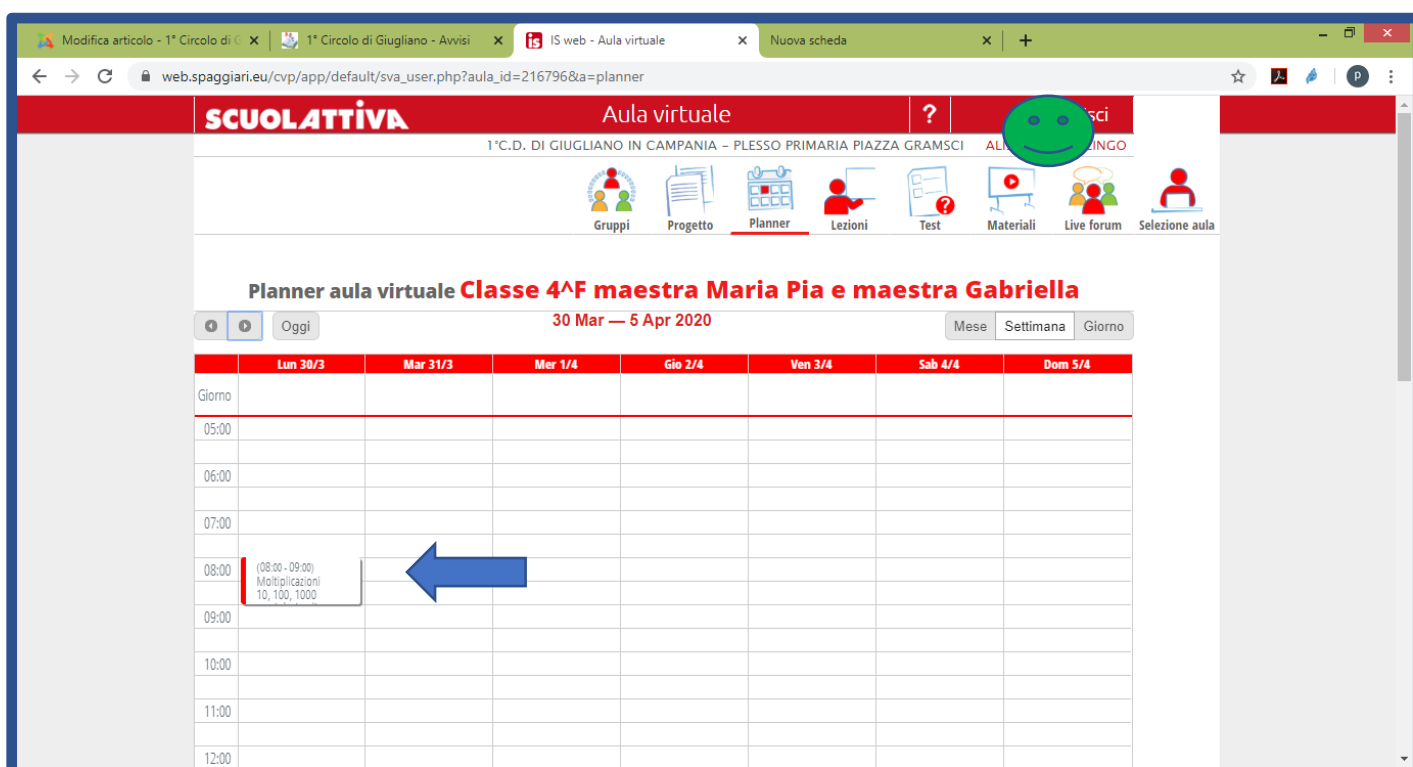 Modifica articolo - 1° Circolo di G
1° Circolo di Giugliano - Avvisi
IS web - Aula virtuale
Nuova scheda
web.spaggiari.eu/cvp/app/default/sva_user.php?aula_id=216796&a=planner
SCUOLATTIVA
Aula virtuale
?
1°C.D. DI GIUGLIANO IN CAMPANIA – PLESSO PRIMARIA PIAZZA GRAMSCI
Gruppi Progetto Planner Lezioni Test Materiali Live forum Selezione aula
Planner aula virtuale Classe 4^F maestra Maria Pia e maestra Gabriella
Oggi
30 Mar — 5 Apr 2020
Mese Settimana Giorno
Lun 30/3 Mar 31/3 Mer 1/4 Gio 2/4 Ven 3/4 Sab 4/4 Dom 5/4
Giorno
05:00
06:00
07:00
08:00
(08:00 - 09:00)
Moltiplicazioni
10, 100, 1000
09:00
10:00
11:00
12:00